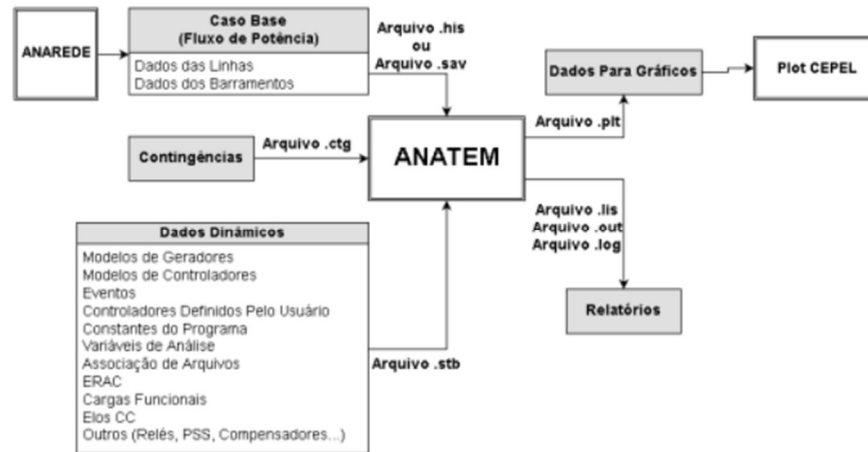 ANAREDE
Caso Base
(Fluxo de Potência)
Dados das Linhas
Dados dos Barramentos
Arquivo .his
ou
Arquivo .sav
Contingências
Arquivo .ctg
ANATEM
Dados Dinâmicos
Modelos de Geradores
Modelos de Controladores
Eventos
Controladores Definidos Pelo Usuário
Constantes do Programa
Variáveis de Análise
Associação de Arquivos
ERAC
Cargas Funcionais
Elos CC
Outros (Relés, PSS, Compensadores...)
Arquivo .stb
Arquivo .plt
Dados Para Gráficos
Plot CEPEL
Arquivo .lis
Arquivo .out
Arquivo .log
Relatórios